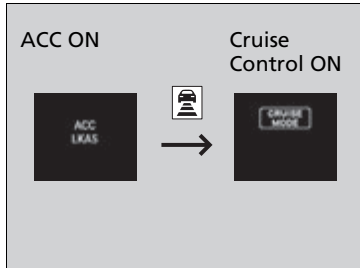 ACC ON
Cruise
Control ON
ACC
LKAS
CRUISE
MODE